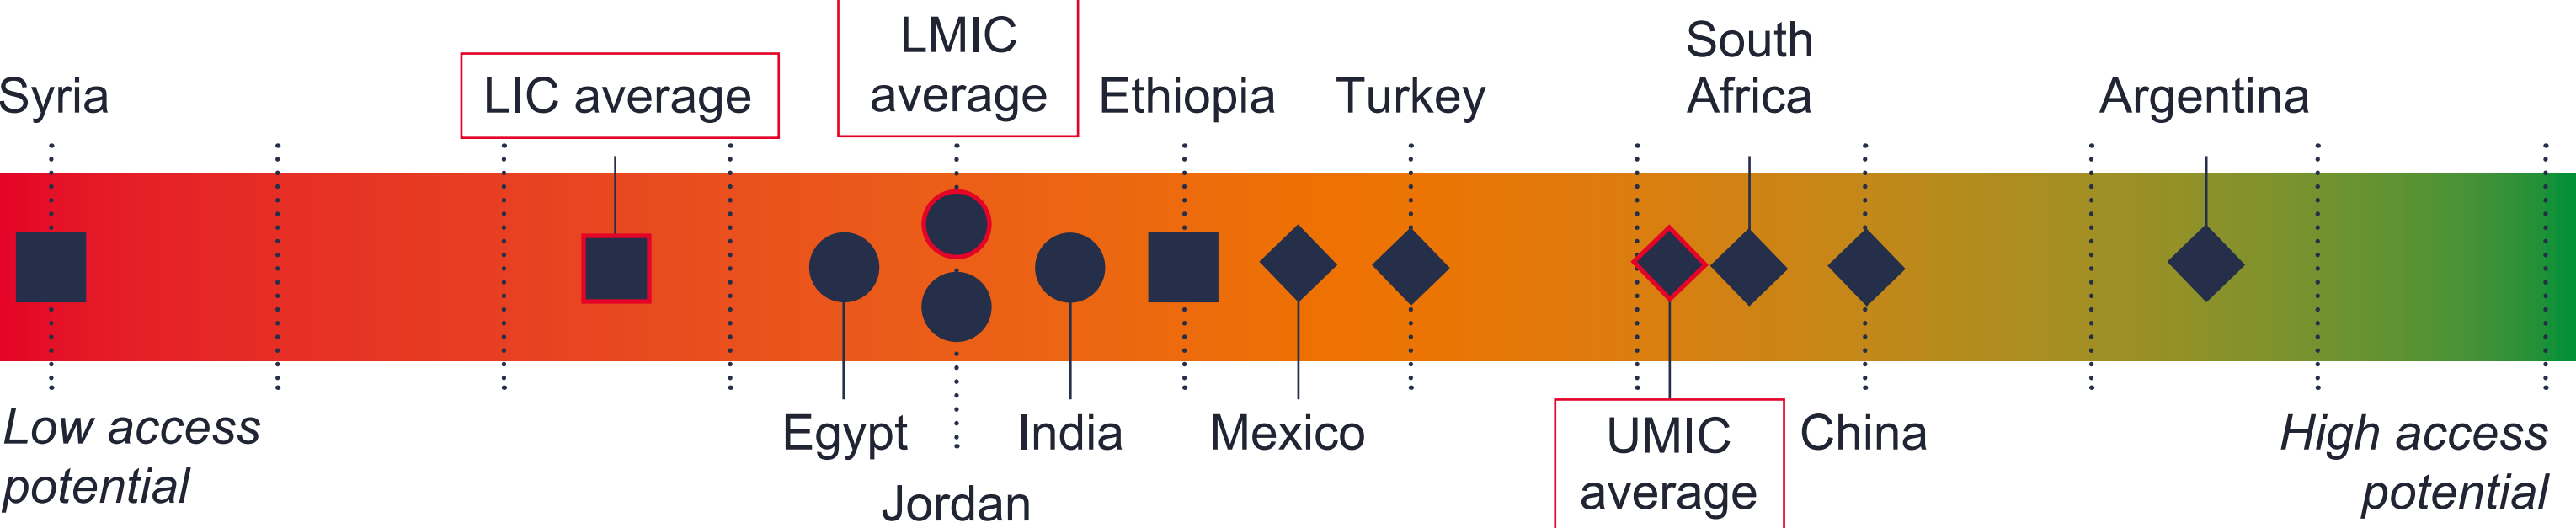 Syria
LIC average
LMIC
average
Ethiopia
Turkey
South
Africa
Argentina
Low access
potential
Egypt
Jordan
India
Mexico
UMIC
average
China
High access
potential